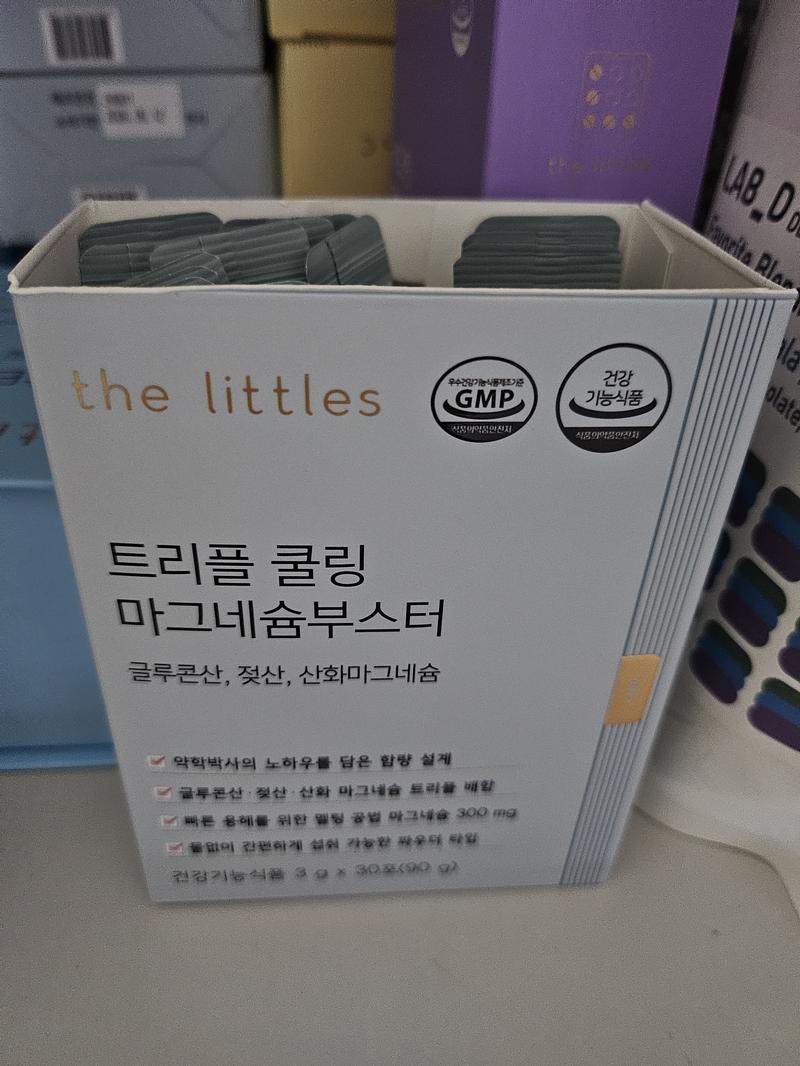 the littles
LAB_D
Favorite Blen
the littles
우수건강기능식품제조기준
GMP
식품의약품안전처
건강
기능식품
식품의약품안전처
트리플 쿨링
마그네슘부스터
글루콘산, 젖산, 산화마그네슘
약학박사의 노하우를 담은 함량 설계
글루콘산·젖산·산화 마그네슘 트리플 배합
빠른 용해를 위한 멜팅 공법 마그네슘 300 mg
물없이 간편하게 섭취 가능한 파우더 타입
건강기능식품 3 g x 30포(90 g)